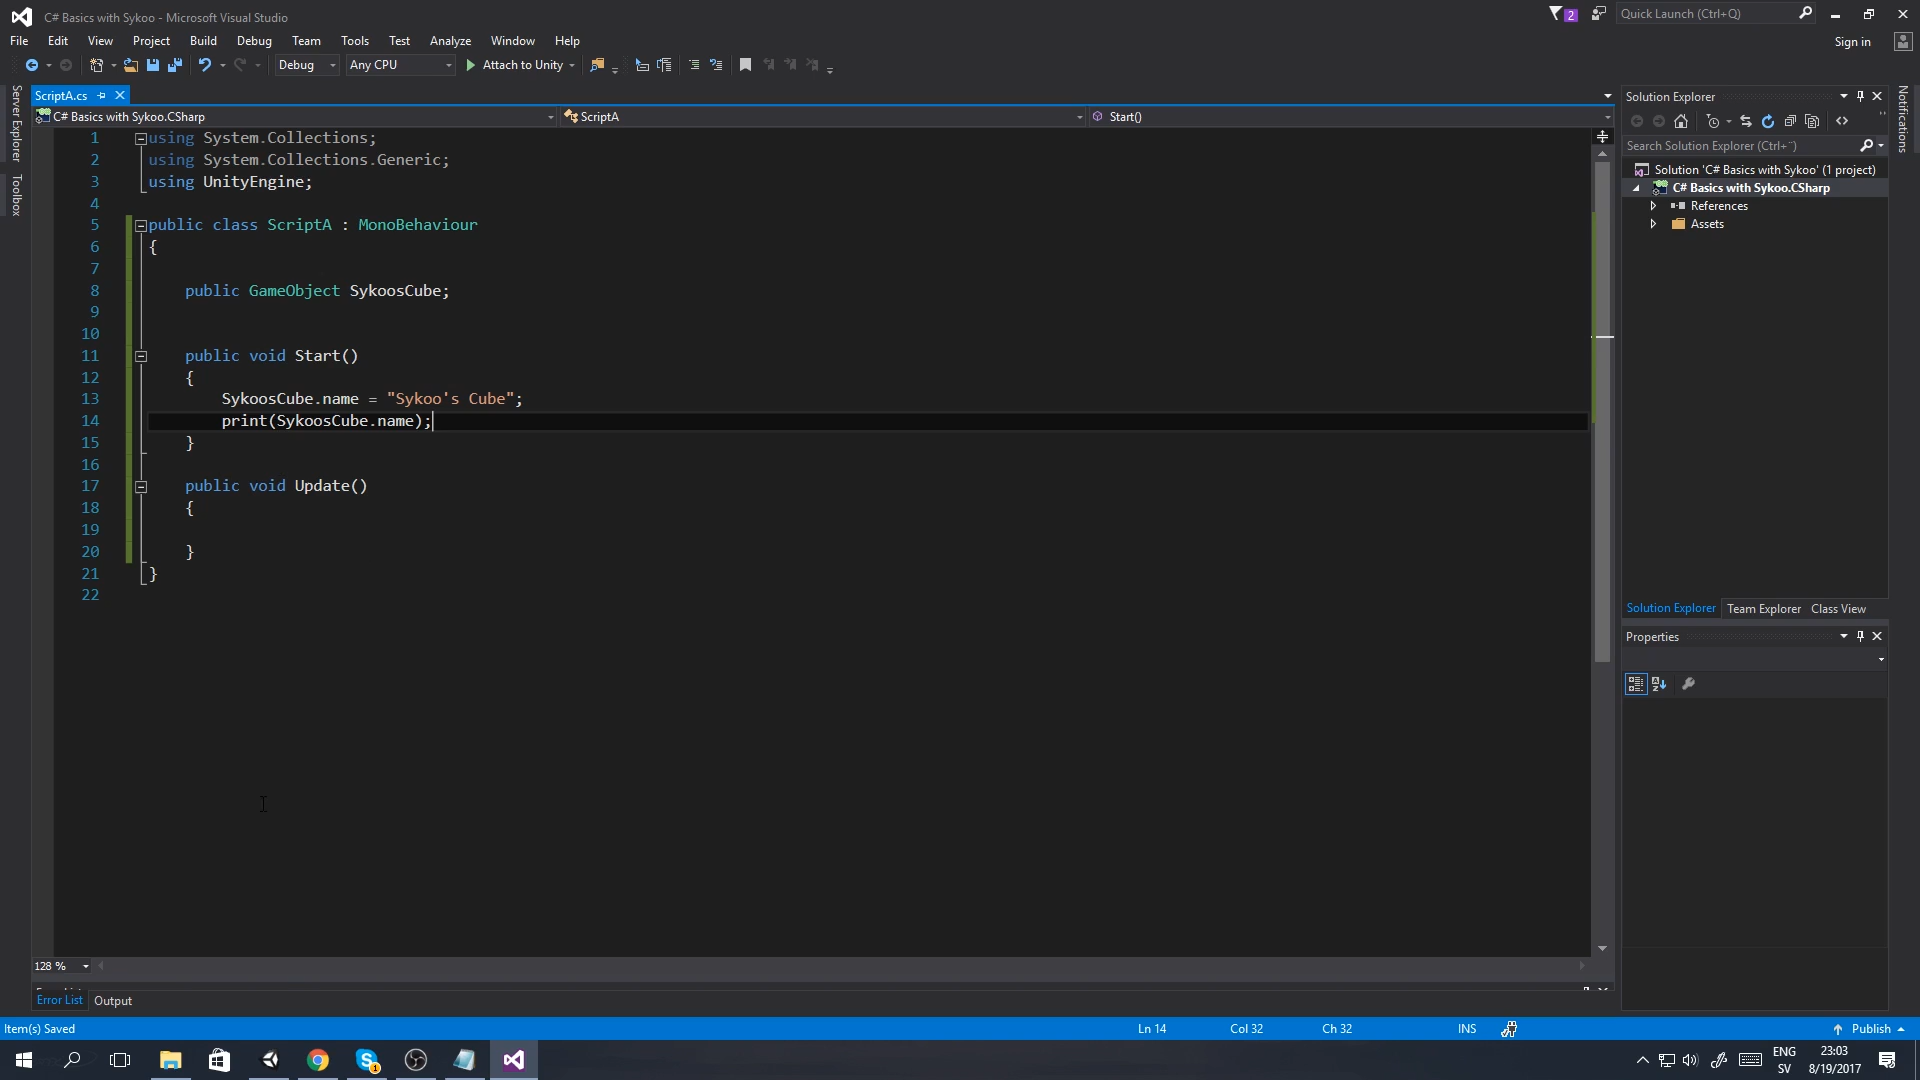 C# Basics with Sykoo - Microsoft Visual Studio
2
Quick Launch (Ctrl+Q)
File Edit View Project Build Debug Team Tools Test Analyze Window Help
Sign in
Debug Any CPU Attach to Unity
Server Explorer
Toolbox
ScriptA.cs
C# Basics with Sykoo.CSharp ScriptA Start()
1 using System.Collections;
2 using System.Collections.Generic;
3 using UnityEngine;
4
5 public class ScriptA : MonoBehaviour
6 {
7
8 public GameObject SykoosCube;
9
10
11 public void Start()
12 {
13 SykoosCube.name = "Sykoo's Cube";
14 print(SykoosCube.name);
15 }
16
17 public void Update()
18 {
19
20 }
21 }
22
128 %
Error List Output
Solution Explorer
Search Solution Explorer (Ctrl+¨)
Solution 'C# Basics with Sykoo' (1 project)
C# Basics with Sykoo.CSharp
References
Assets
Solution Explorer Team Explorer Class View
Properties
Notifications
Item(s) Saved Ln 14 Col 32 Ch 32 INS Publish
1
ENG
SV
23:03
8/19/2017